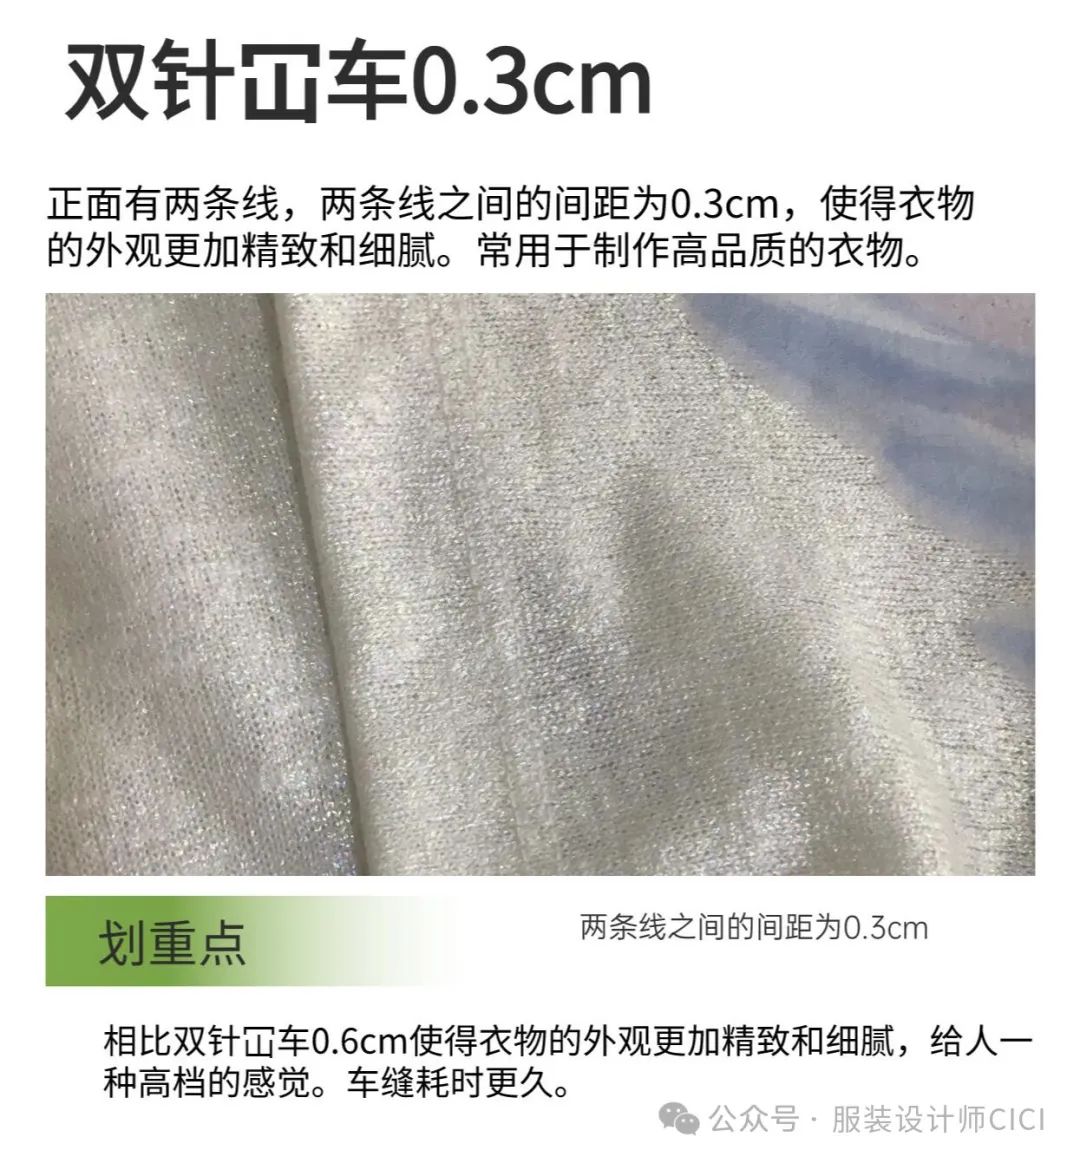 双针冚车0.3cm
正面有两条线，两条线之间的间距为0.3cm，使得衣物
的外观更加精致和细腻。常用于制作高品质的衣物。
划重点
两条线之间的间距为0.3cm
相比双针冚车0.6cm使得衣物的外观更加精致和细腻，给人一
种高档的感觉。车缝耗时更久。
公众号 · 服装设计师CICI